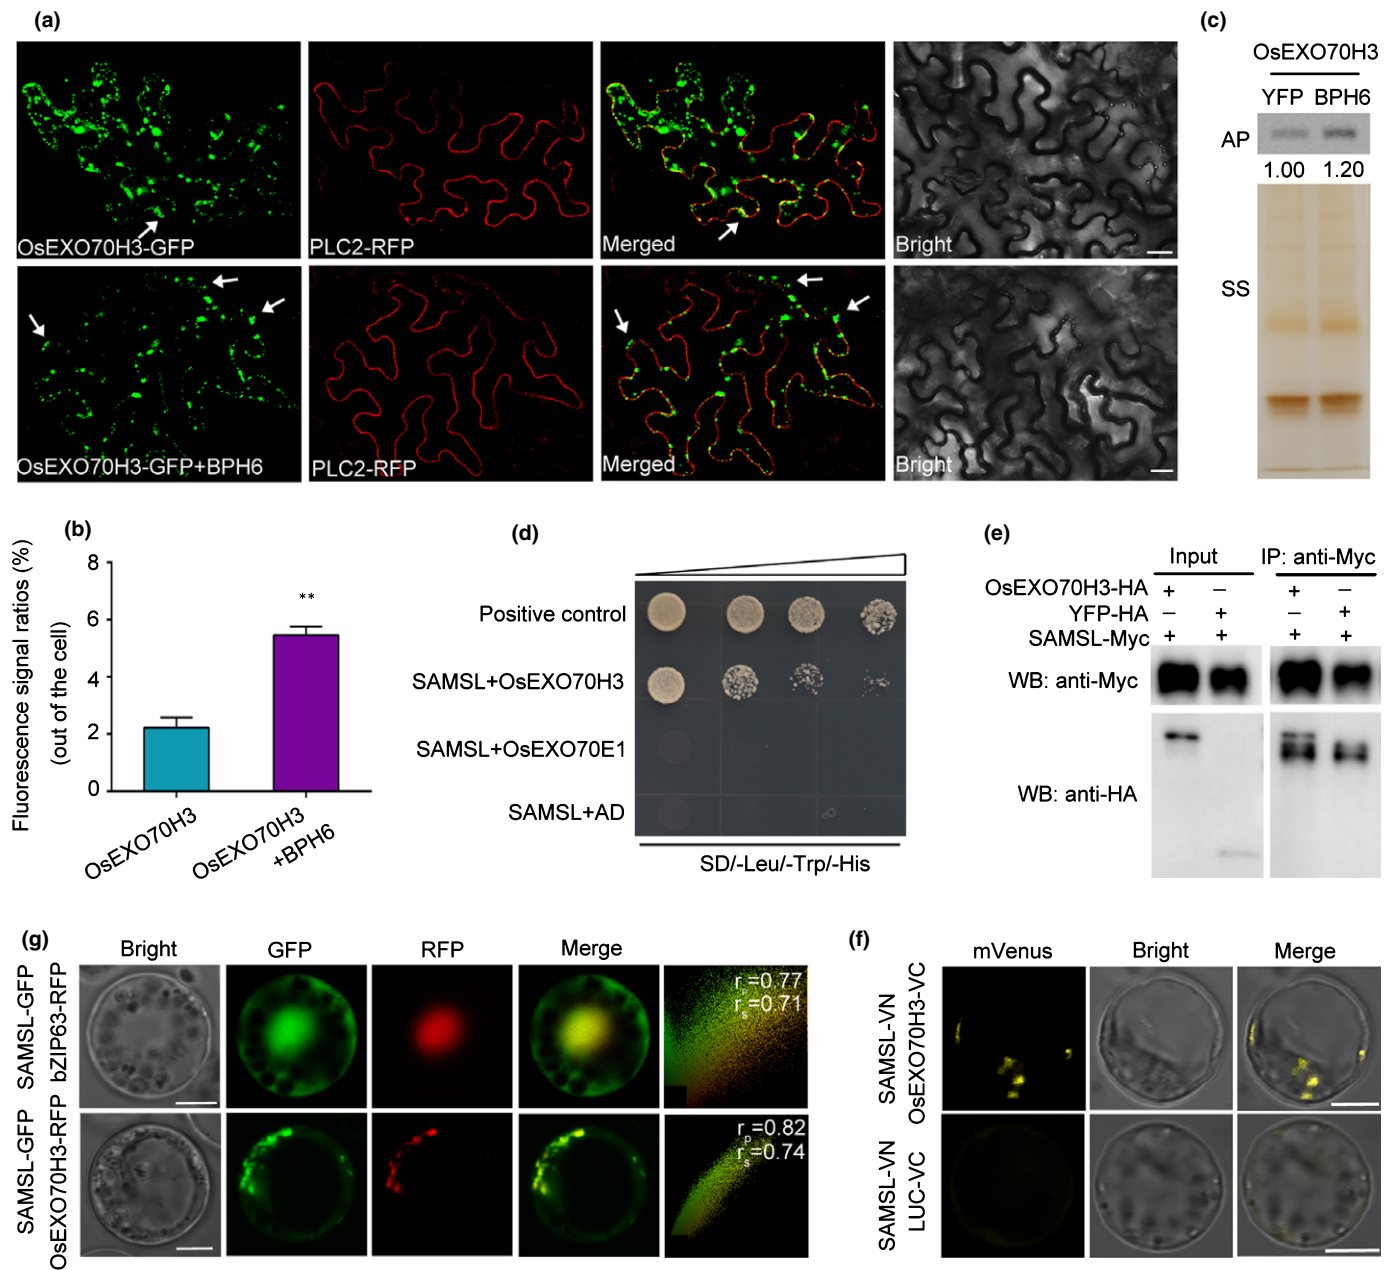 (a)
OsEXO70H3-GFP
PLC2-RFP
Merged
Bright
OsEXO70H3-GFP+BPH6
PLC2-RFP
Merged
Bright
(c)
OsEXO70H3
YFP BPH6
AP
1.00 1.20
SS
(b)
Fluorescence signal ratios (%)
(out of the cell)
8
6
4
2
0
**
OsEXO70H3
OsEXO70H3
+BPH6
(d)
Positive control
SAMSL+OsEXO70H3
SAMSL+OsEXO70E1
SAMSL+AD
SD/-Leu/-Trp/-His
(e)
Input IP: anti-Myc
OsEXO70H3-HA + − + −
YFP-HA − + − +
SAMSL-Myc + + + +
WB: anti-Myc
WB: anti-HA
(g)
Bright GFP RFP Merge
SAMSL-GFP
bZIP63-RFP
rp=0.77
rs=0.71
SAMSL-GFP
OsEXO70H3-RFP
rp=0.82
rs=0.74
(f)
mVenus Bright Merge
SAMSL-VN
OsEXO70H3-VC
SAMSL-VN
LUC-VC